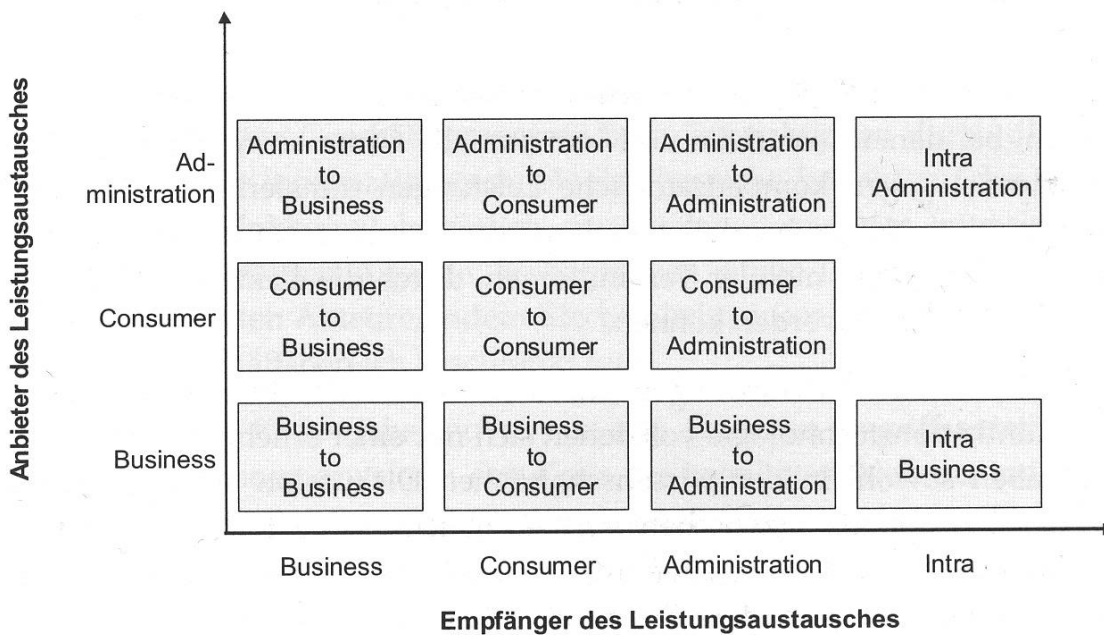 Anbieter des Leistungsaustausches
Ad-
ministration
Administration
to
Business
Administration
to
Consumer
Administration
to
Administration
Intra
Administration
Consumer
Consumer
to
Business
Consumer
to
Consumer
Consumer
to
Administration
Business
Business
to
Business
Business
to
Consumer
Business
to
Administration
Intra
Business
Business
Consumer
Administration
Intra
Empfänger des Leistungsaustausches